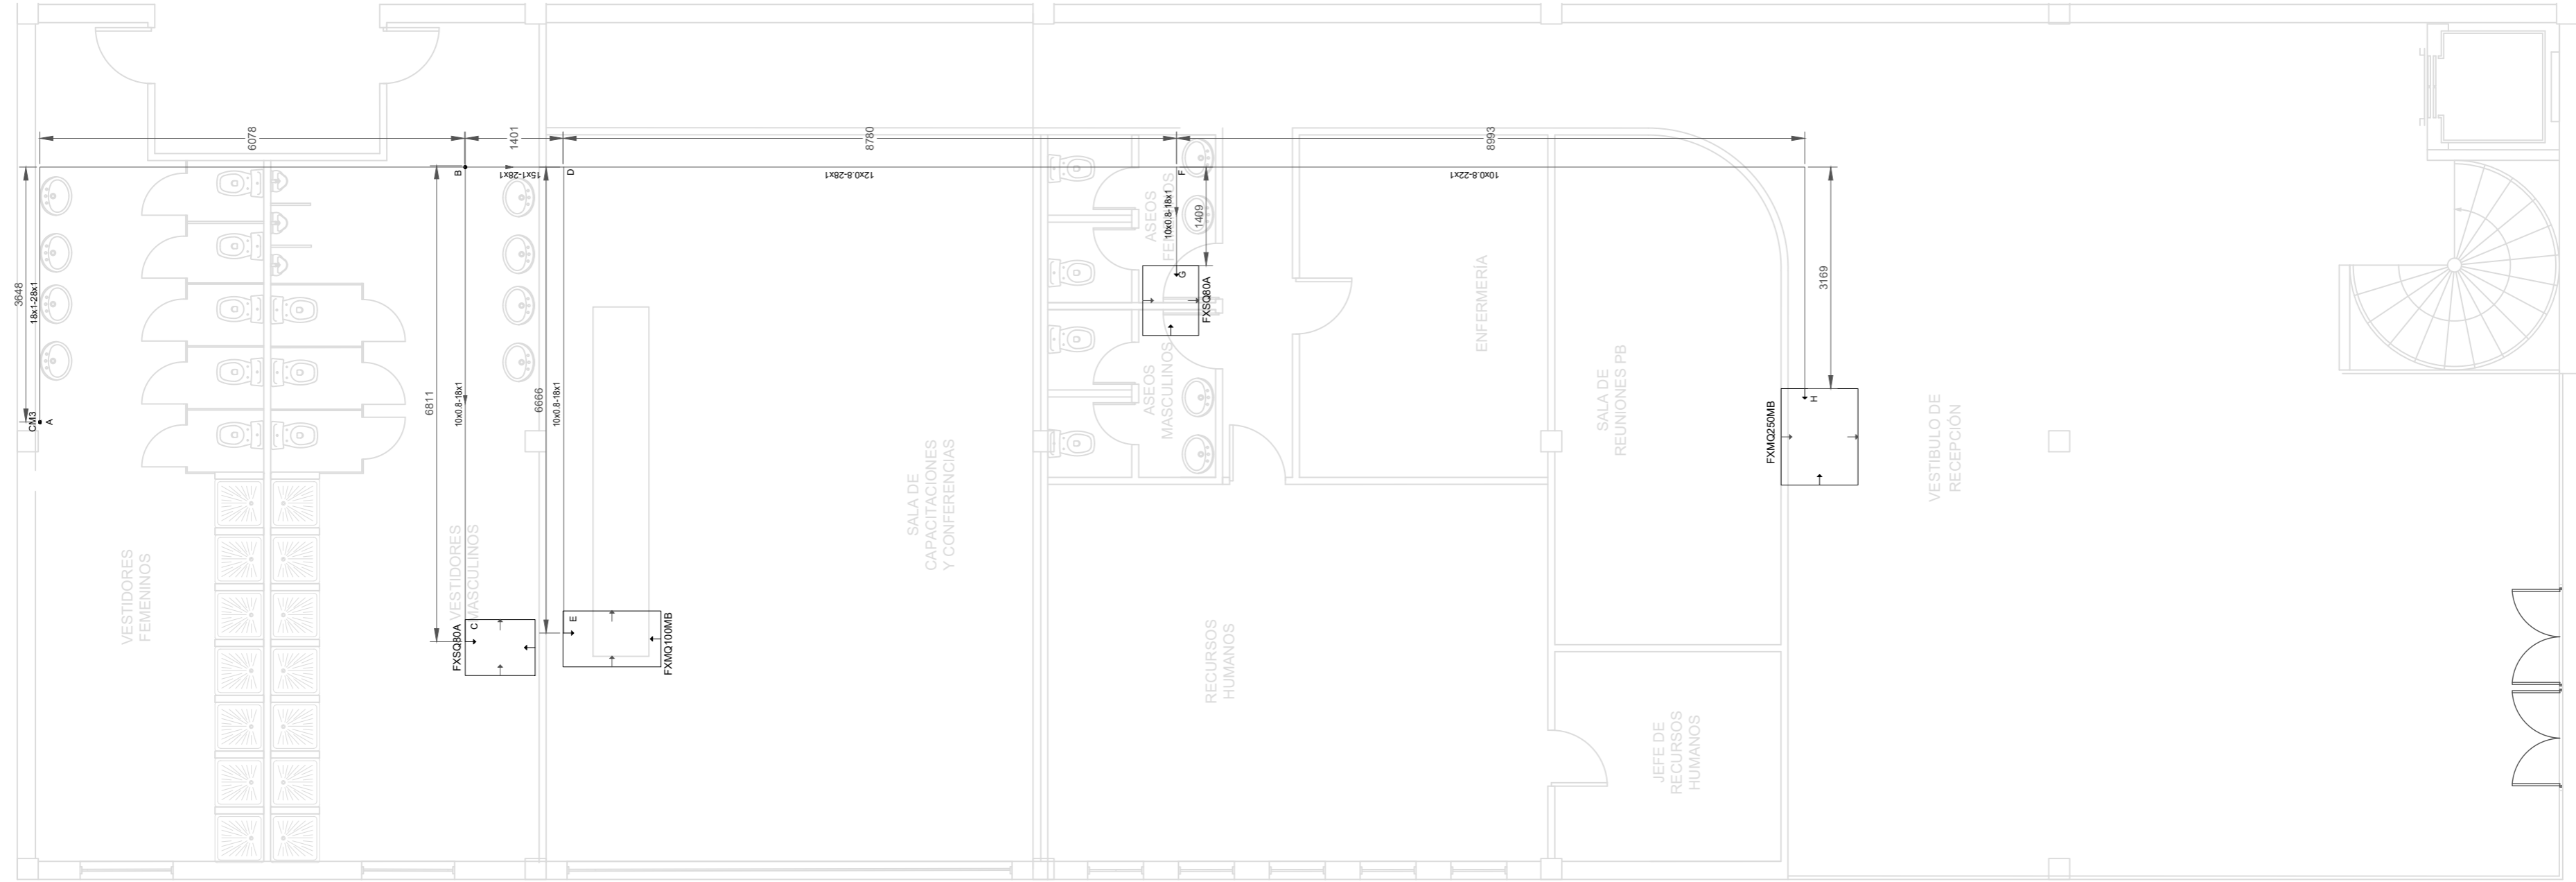 6078
1401
8780
8993
3648
18x1-28x1
CM3
A
B
15x1-28x1
D
12x0.8-28x1
F
10x0.8-22x1
6811
10x0.8-18x1
6666
10x0.8-18x1
10x0.8-18x1
1409
G
FXSQ80A
3169
H
FXMQ250MB
C
FXSQ80A
E
FXMQ100MB
VESTIDORES
FEMENINOS
VESTIDORES
MASCULINOS
SALA DE
CAPACITACIONES
Y CONFERENCIAS
ASEOS
ASEOS
MASCULINOS
ENFERMERÍA
SALA DE
REUNIONES PB
RECURSOS
HUMANOS
JEFE DE
RECURSOS
HUMANOS
VESTIBULO DE
RECEPCIÓN